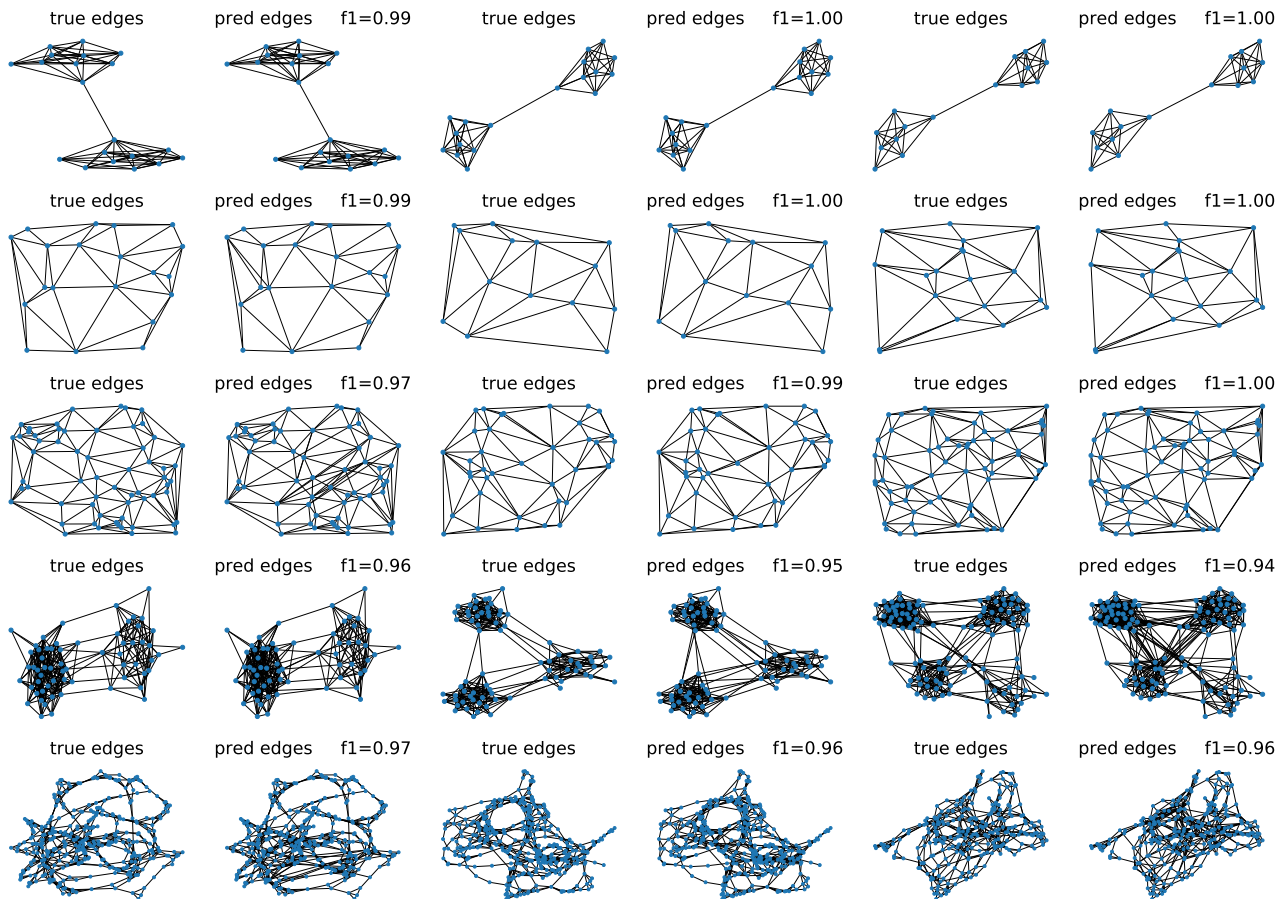 true edges pred edges f1=0.99 true edges pred edges f1=1.00 true edges pred edges f1=1.00
true edges pred edges f1=0.99 true edges pred edges f1=1.00 true edges pred edges f1=1.00
true edges pred edges f1=0.97 true edges pred edges f1=0.99 true edges pred edges f1=1.00
true edges pred edges f1=0.96 true edges pred edges f1=0.95 true edges pred edges f1=0.94
true edges pred edges f1=0.97 true edges pred edges f1=0.96 true edges pred edges f1=0.96